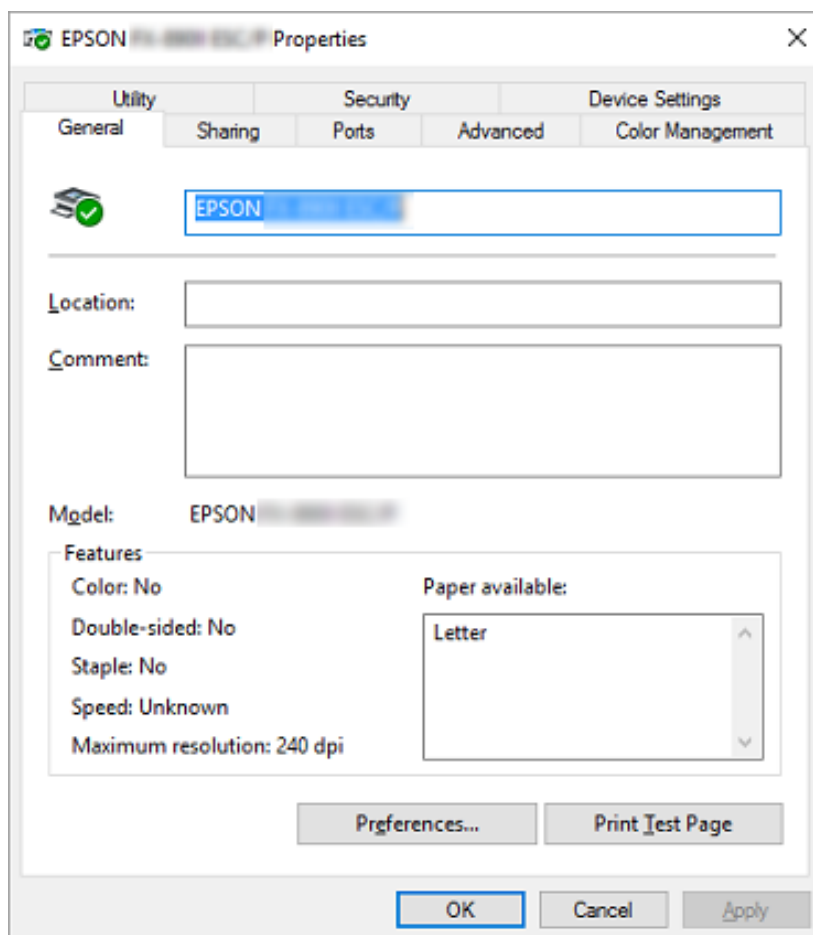 EPSON Properties
Utility Security Device Settings
General Sharing Ports Advanced Color Management
EPSON
Location:
Comment:
Model: EPSON
Features
Color: No
Paper available:
Double-sided: No
Letter
Staple: No
Speed: Unknown
Maximum resolution: 240 dpi
Preferences... Print Test Page
OK Cancel Apply